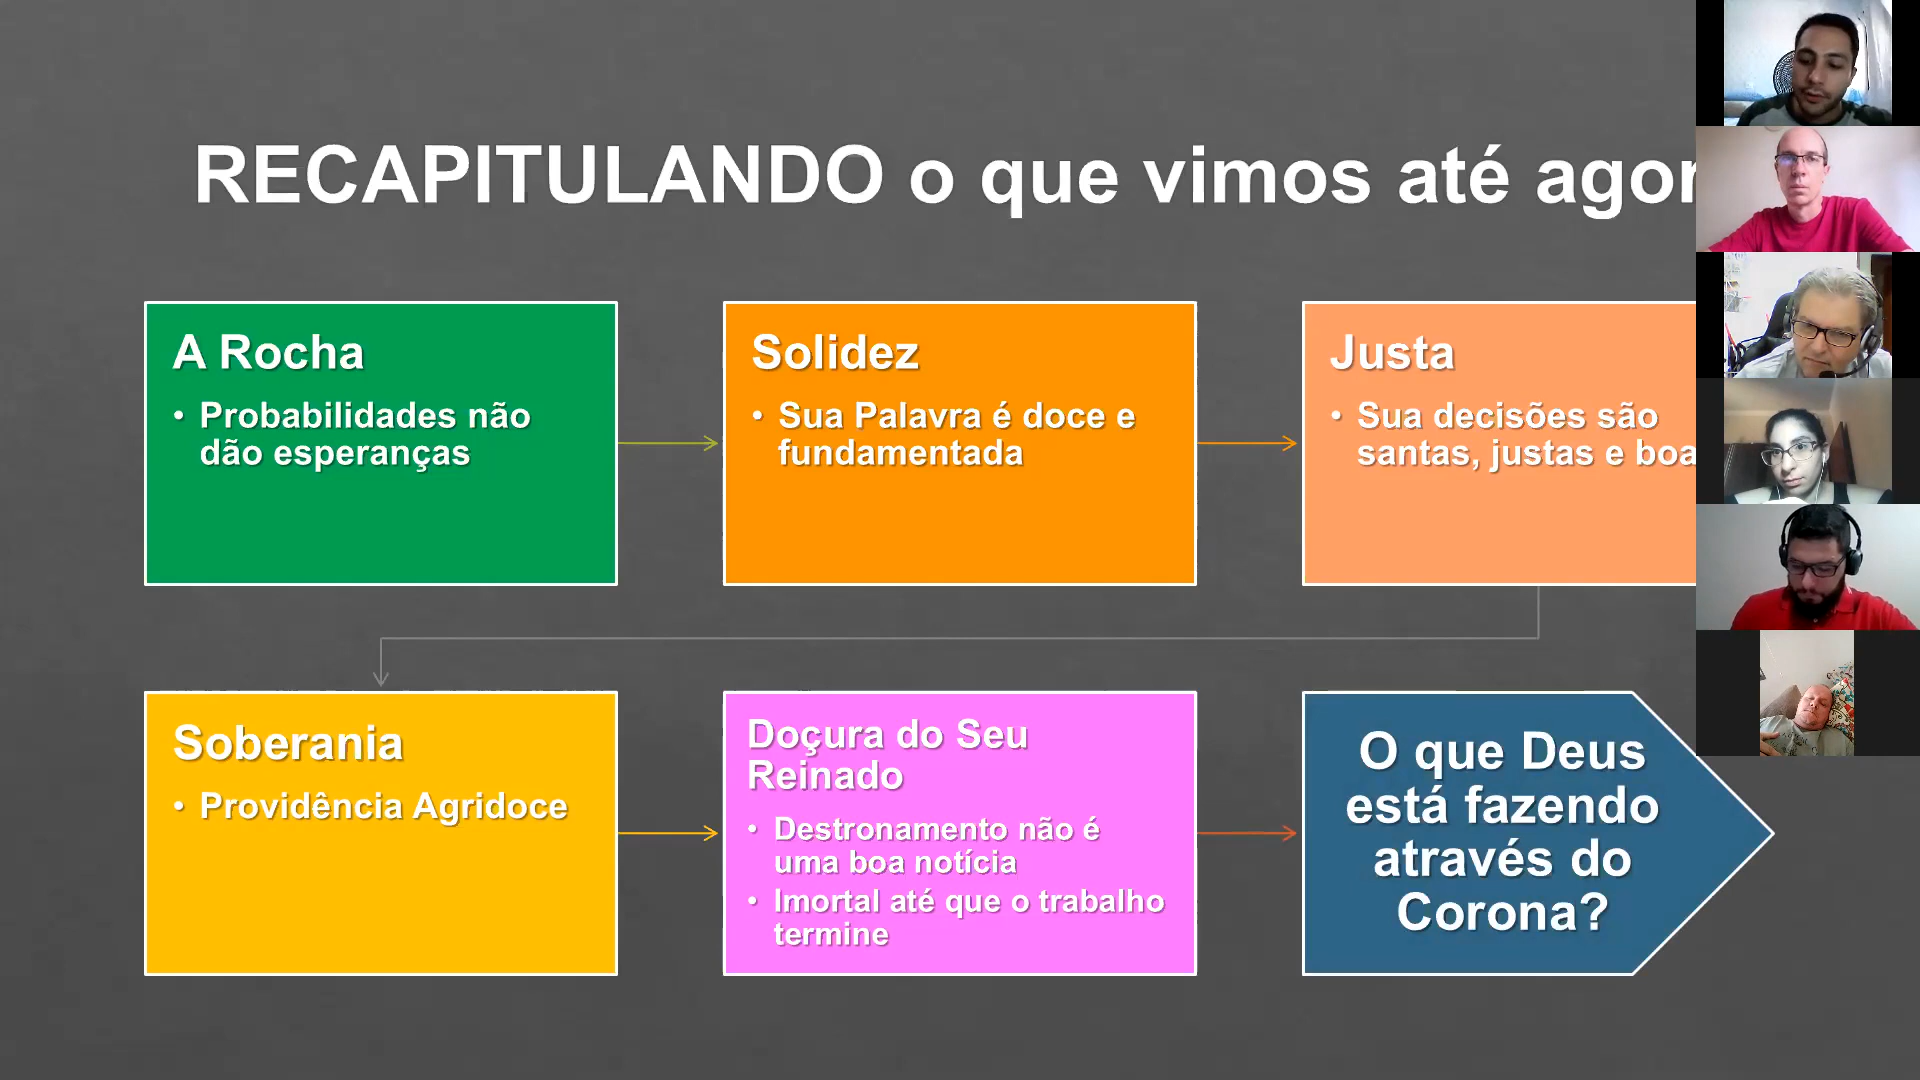 RECAPITULANDO o que vimos até agor
A Rocha
• Probabilidades não
dão esperanças
Solidez
• Sua Palavra é doce e
fundamentada
Justa
• Sua decisões são
santas, justas e boa
Soberania
• Providência Agridoce
Doçura do Seu
Reinado
• Destronamento não é
uma boa notícia
• Imortal até que o trabalho
termine
O que Deus
está fazendo
através do
Corona?